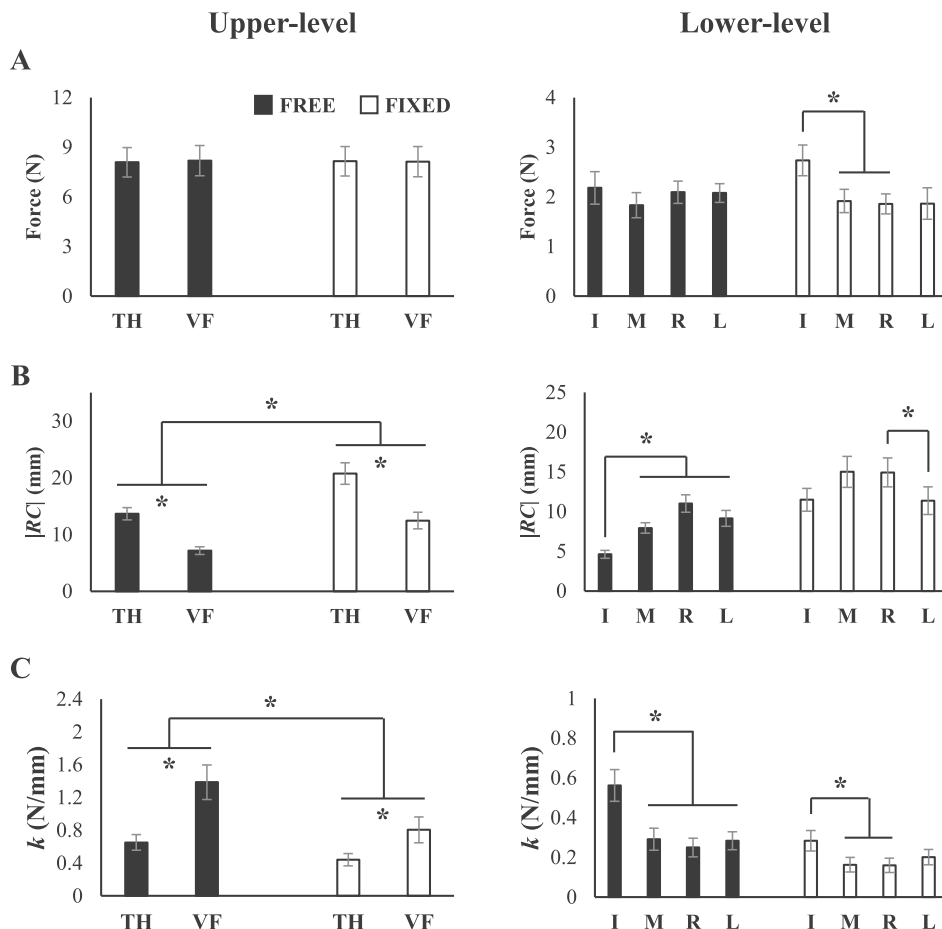 Upper-level
Lower-level
A
Force (N)
12
9
6
3
0
FREE FIXED
TH VF TH VF
Force (N)
4
3
2
1
0
*
I M R L I M R L
B
|RC| (mm)
30
20
10
0
*
*
*
TH VF TH VF
|RC| (mm)
25
20
15
10
5
0
*
*
I M R L I M R L
C
k (N/mm)
2.4
2
1.6
1.2
0.8
0.4
0
*
*
*
TH VF TH VF
k (N/mm)
1
0.8
0.6
0.4
0.2
0
*
*
I M R L I M R L